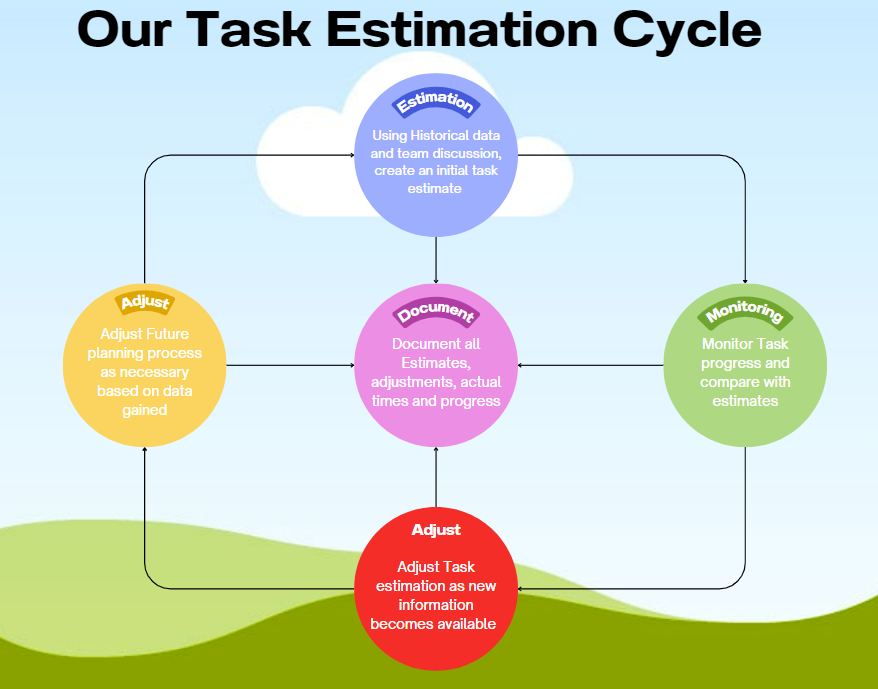 Our Task Estimation Cycle
Estimation
Using Historical data
and team discussion,
create an initial task
estimate
Adjust
Adjust Future
planning process
as necessary
based on data
gained
Document
Document all
Estimates,
adjustments, actual
times and progress
Monitoring
Monitor Task
progress and
compare with
estimates
Adjust
Adjust Task
estimation as new
information
becomes available